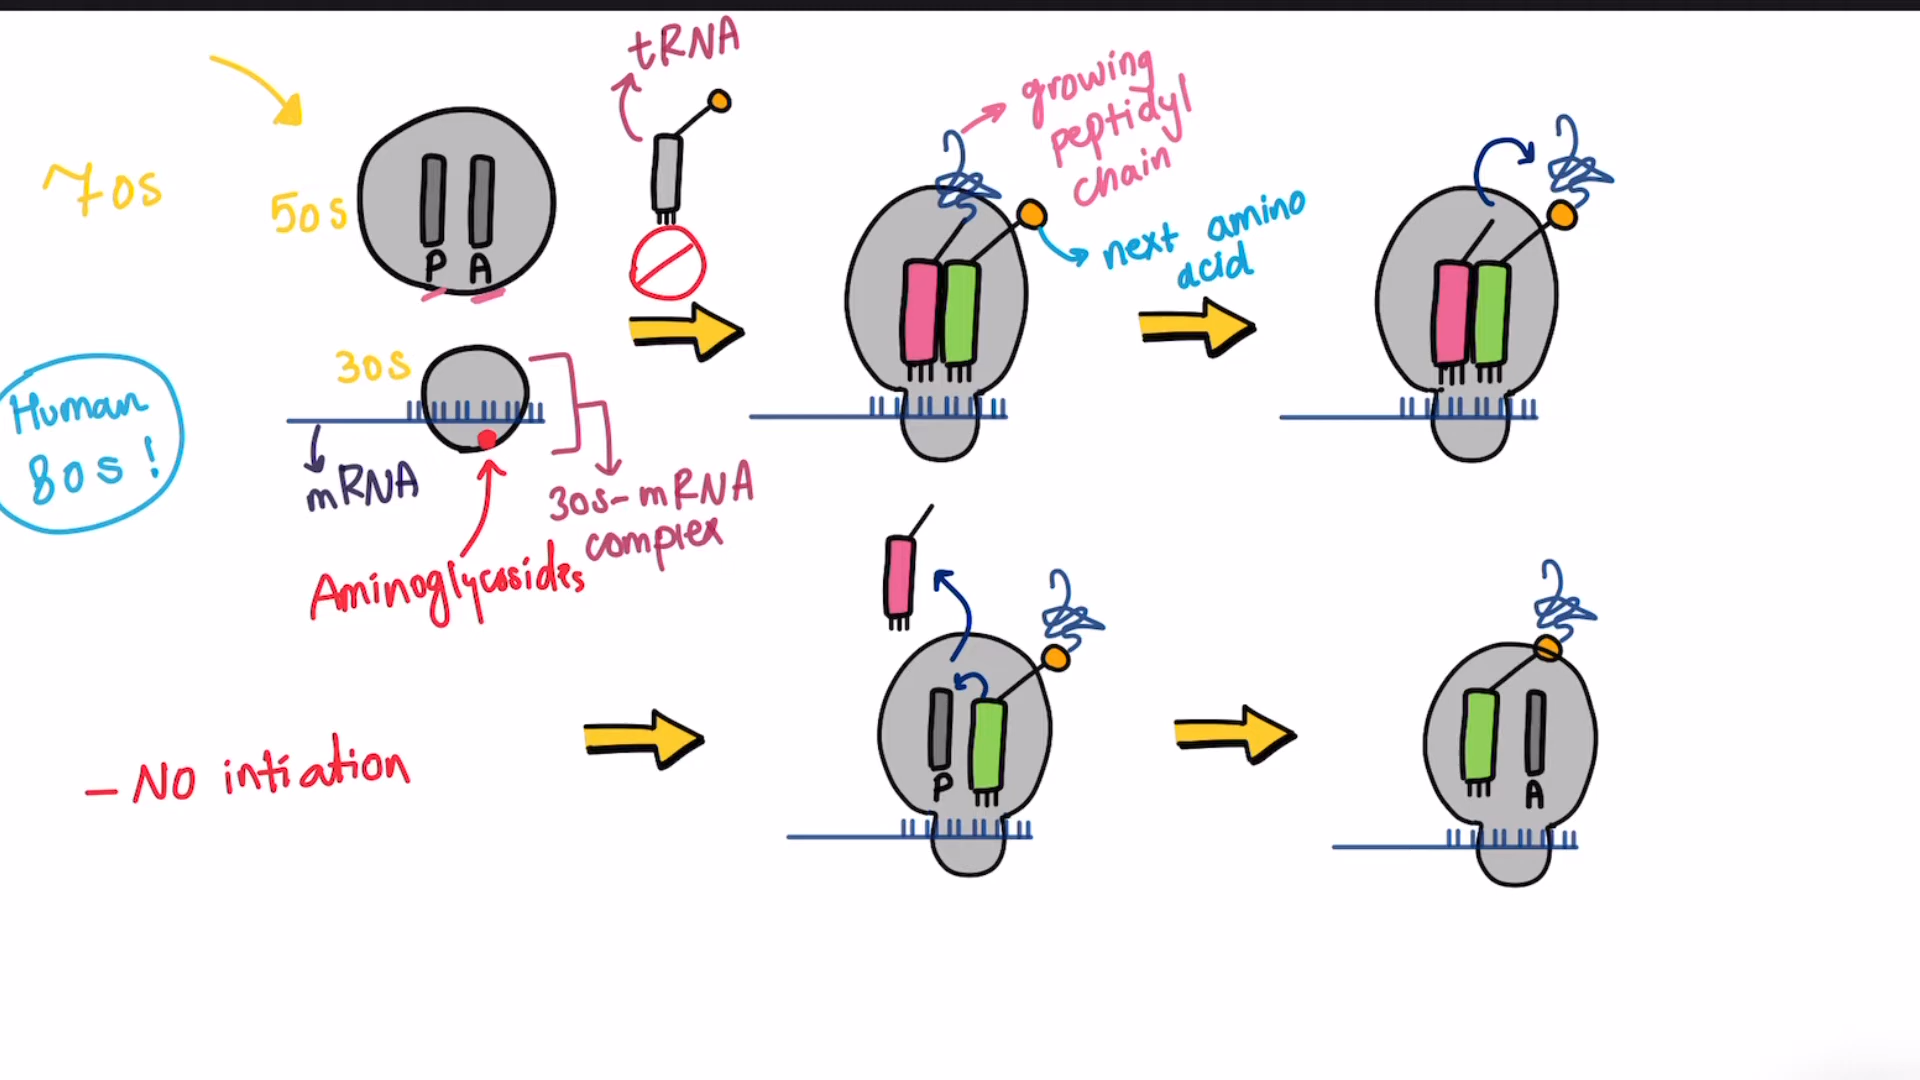 tRNA
70s
50s
P A
growing
peptidyl
chain
next amino
acid
30s
Human
80s!
mRNA
30s-mRNA
complex
Aminoglycosides
- No intiation
P
A